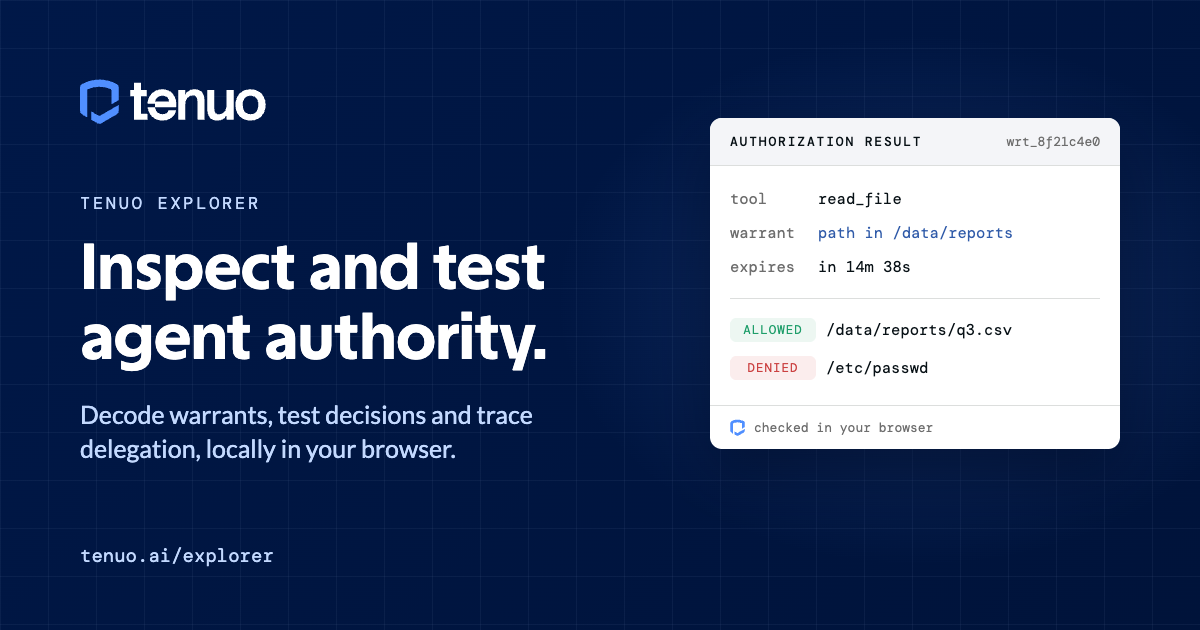 tenuo
TENUO EXPLORER
Inspect and test
agent authority.
Decode warrants, test decisions and trace
delegation, locally in your browser.
tenuo.ai/explorer
AUTHORIZATION RESULT wrt_8f21c4e0
tool read_file
warrant path in /data/reports
expires in 14m 38s
ALLOWED /data/reports/q3.csv
DENIED /etc/passwd
checked in your browser